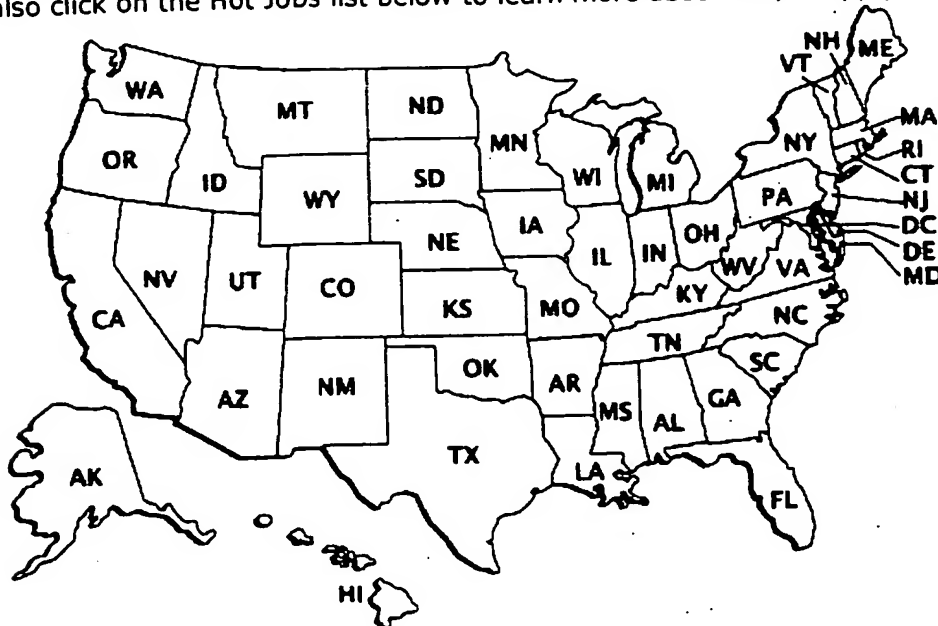 also click on the Hot Jobs list below to learn more
NH
ME
VT
WA
MT
ND
MN
MA
OR
NY
RI
ID
SD
WI
MI
CT
WY
PA
NJ
IA
DC
NE
OH
DE
IL
IN
NV
UT
WV
VA
MD
CO
KY
CA
KS
MO
NC
TN
OK
SC
AZ
NM
AR
GA
MS
AL
TX
LA
AK
FL
HI